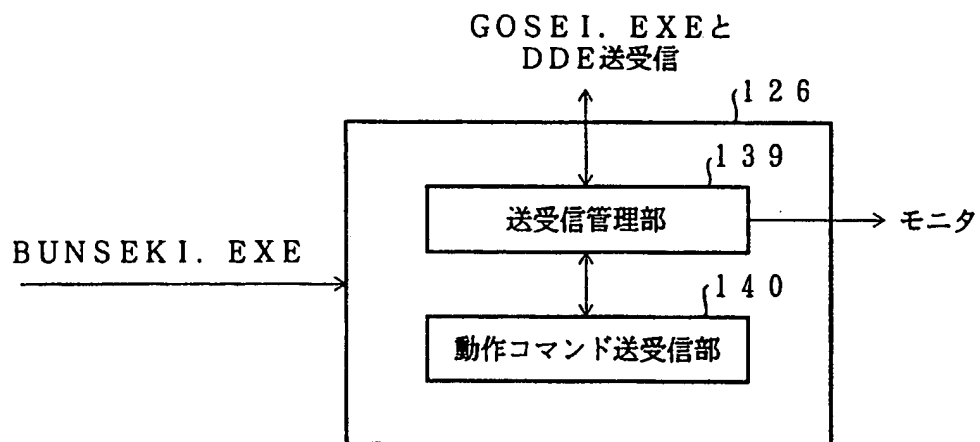 ＧＯＳＥＩ．ＥＸＥと
ＤＤＥ送受信
１２６
１３９
送受信管理部
モニタ
ＢＵＮＳＥＫＩ．ＥＸＥ
１４０
動作コマンド送受信部